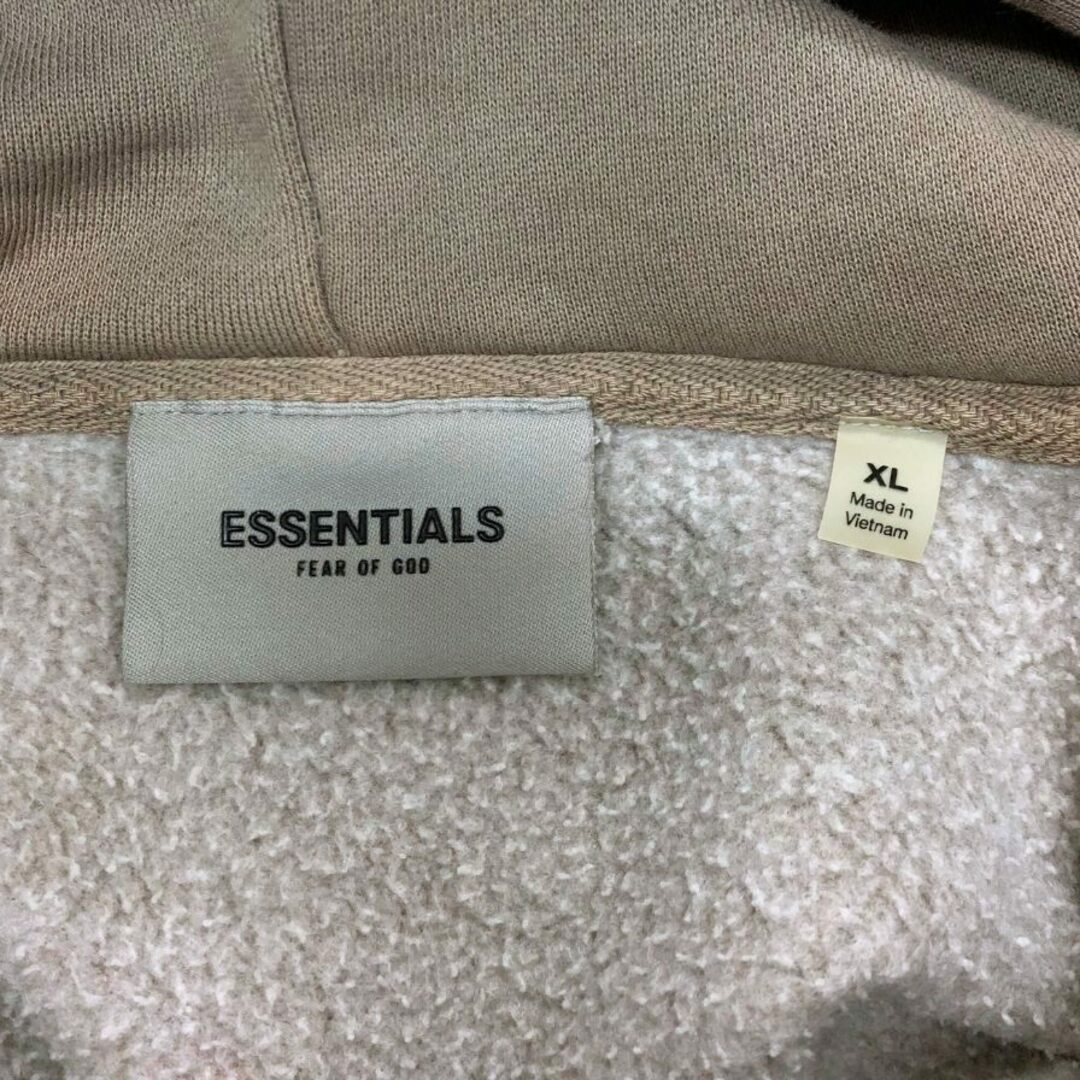 ESSENTIALS
FEAR OF GOD
XL
Made in
Vietnam